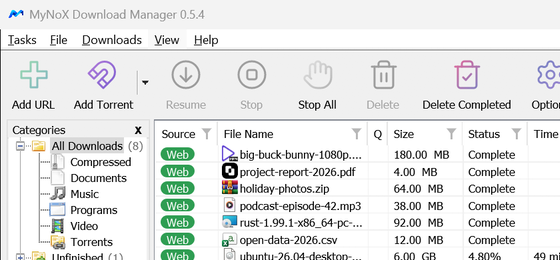 MyNoX Download Manager 0.5.4
Tasks File Downloads View Help
Add URL Add Torrent Resume Stop Stop All Delete Delete Completed
Categories x Source File Name Q Size Status Time
All Downloads (8) Web big-buck-bunny-1080p.... 180.00 MB Complete
Compressed Web project-report-2026.pdf 4.00 MB Complete
Documents Web holiday-photos.zip 64.00 MB Complete
Music Web podcast-episode-42.mp3 38.00 MB Complete
Programs Web rust-1.99.1-x86_64-pc-... 92.00 MB Complete
Video Web open-data-2026.csv 12.00 MB Complete
Torrents Web ubuntu-26.04-desktop-... 6.00 GB 4.80% 49
Unfinished (1)